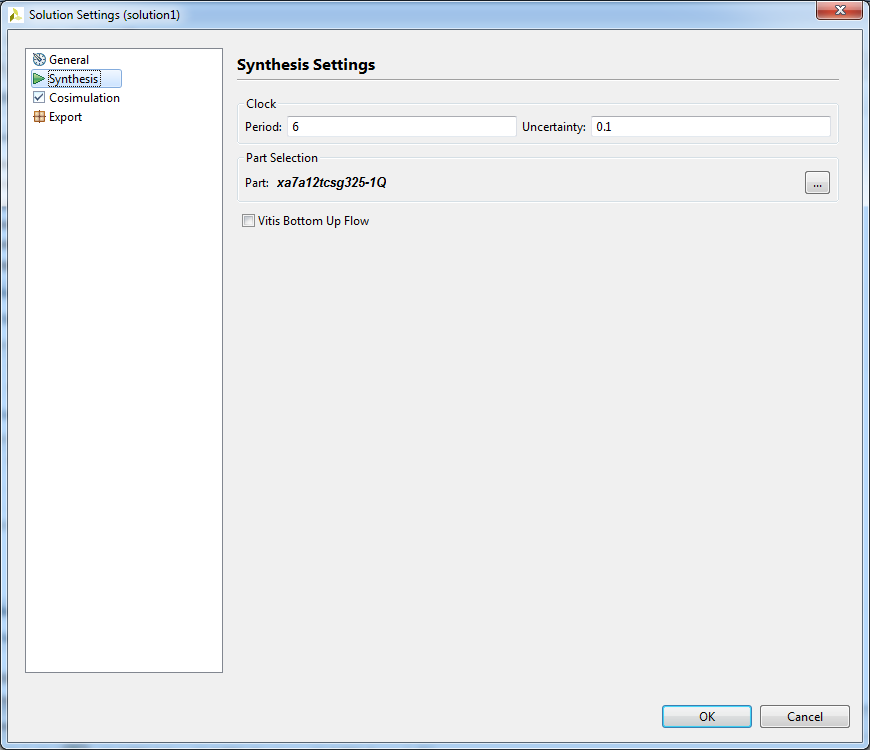 Solution Settings (solution1)
General
Synthesis
Cosimulation
Export
Synthesis Settings
Clock
Period: 6 Uncertainty: 0.1
Part Selection
Part: xa7a12tcsg325-1Q ...
Vitis Bottom Up Flow
OK Cancel